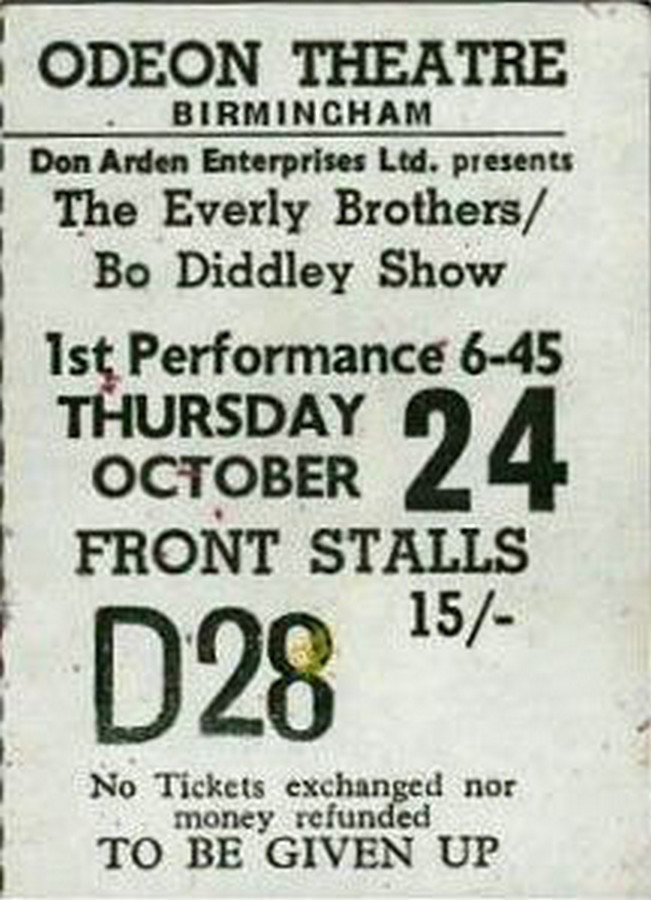 ODEON THEATRE
BIRMINGHAM
Don Arden Enterprises Ltd. presents
The Everly Brothers/
Bo Diddley Show
1st Performance 6-45
THURSDAY
OCTOBER 24
FRONT STALLS
15/-
D28
No Tickets exchanged nor
money refunded
TO BE GIVEN UP